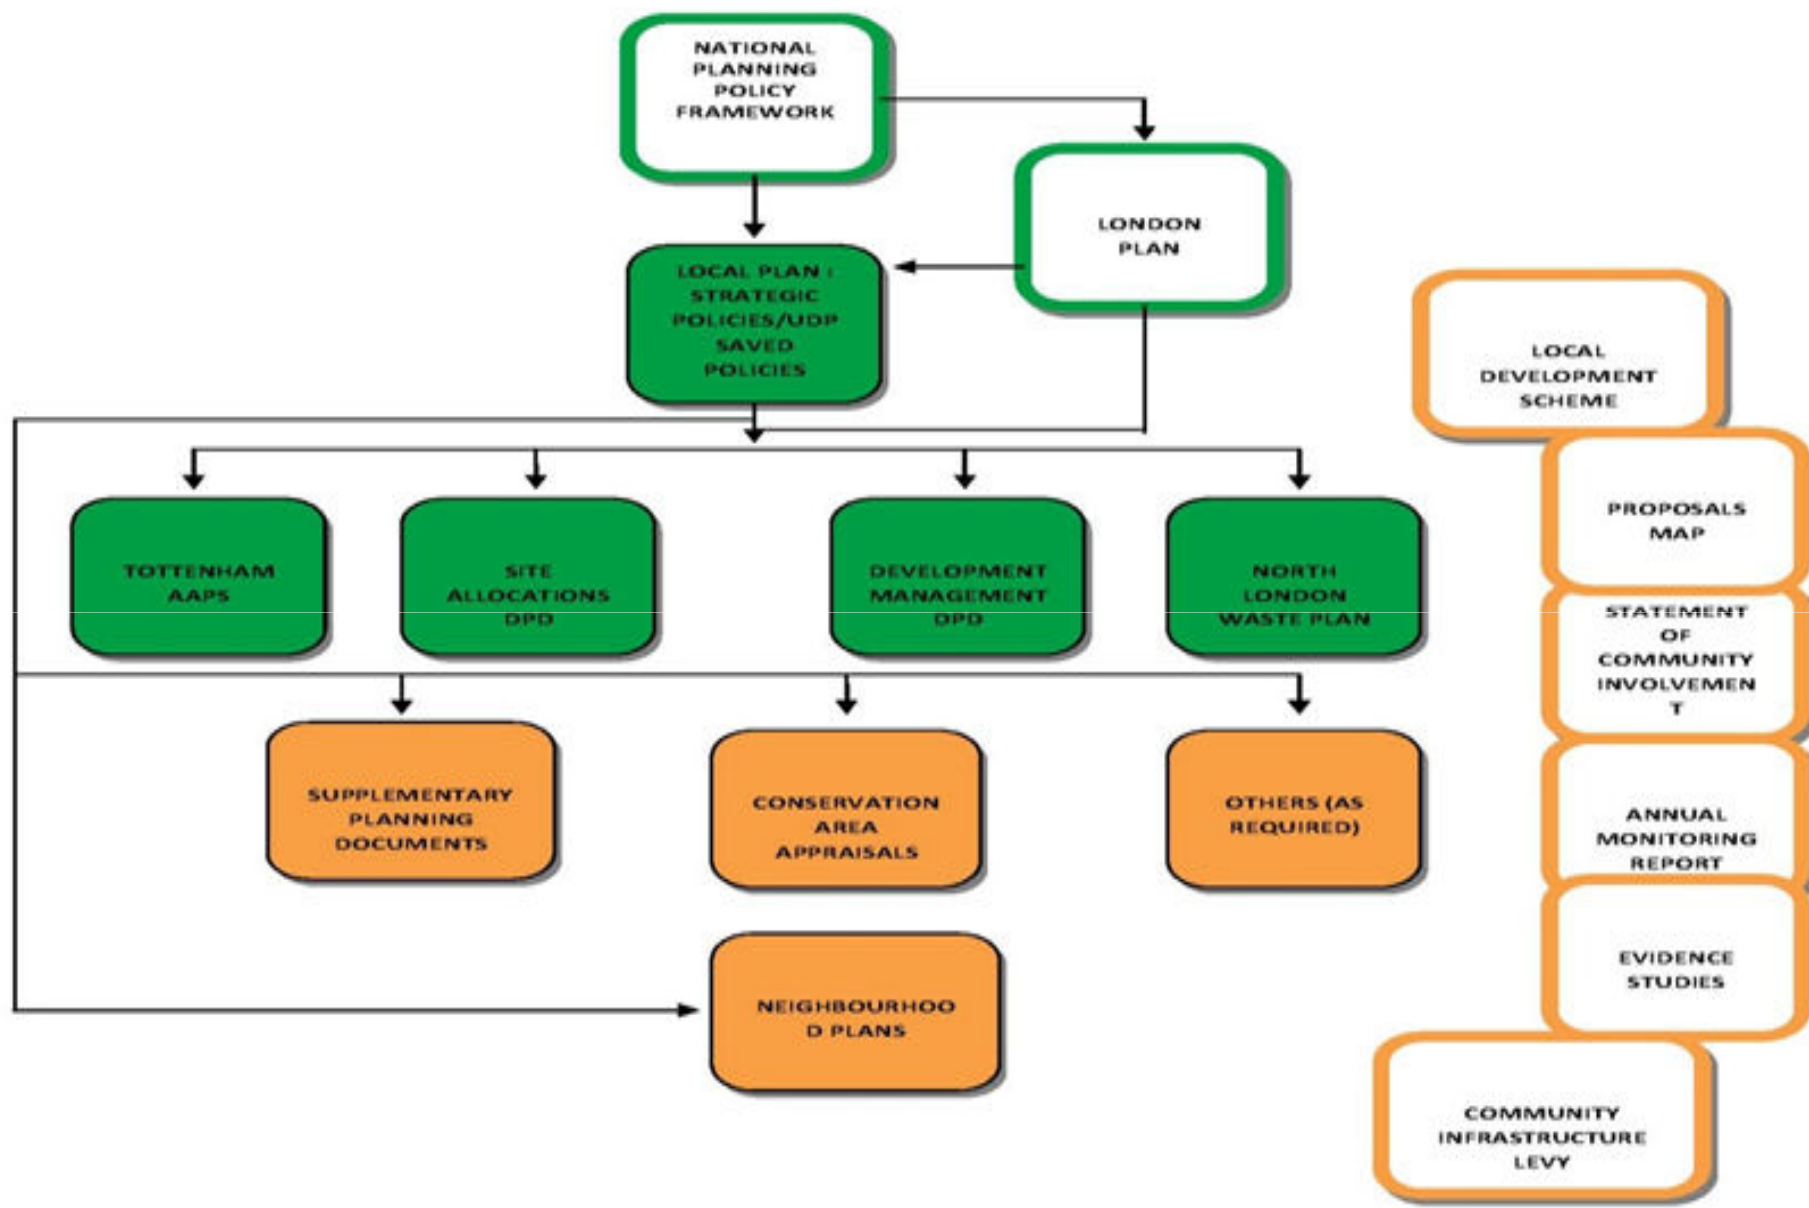 NATIONAL
PLANNING
POLICY
FRAMEWORK
LONDON
PLAN
LOCAL PLAN :
STRATEGIC
POLICIES/UDP
SAVED
POLICIES
LOCAL
DEVELOPMENT
SCHEME
PROPOSALS
MAP
TOTTENHAM
AAPS
SITE
ALLOCATIONS
DPD
DEVELOPMENT
MANAGEMENT
DPD
NORTH
LONDON
WASTE PLAN
STATEMENT
OF
COMMUNITY
INVOLVEMEN
T
SUPPLEMENTARY
PLANNING
DOCUMENTS
CONSERVATION
AREA
APPRAISALS
OTHERS (AS
REQUIRED)
ANNUAL
MONITORING
REPORT
EVIDENCE
STUDIES
NEIGHBOURHOO
D PLANS
COMMUNITY
INFRASTRUCTURE
LEVY